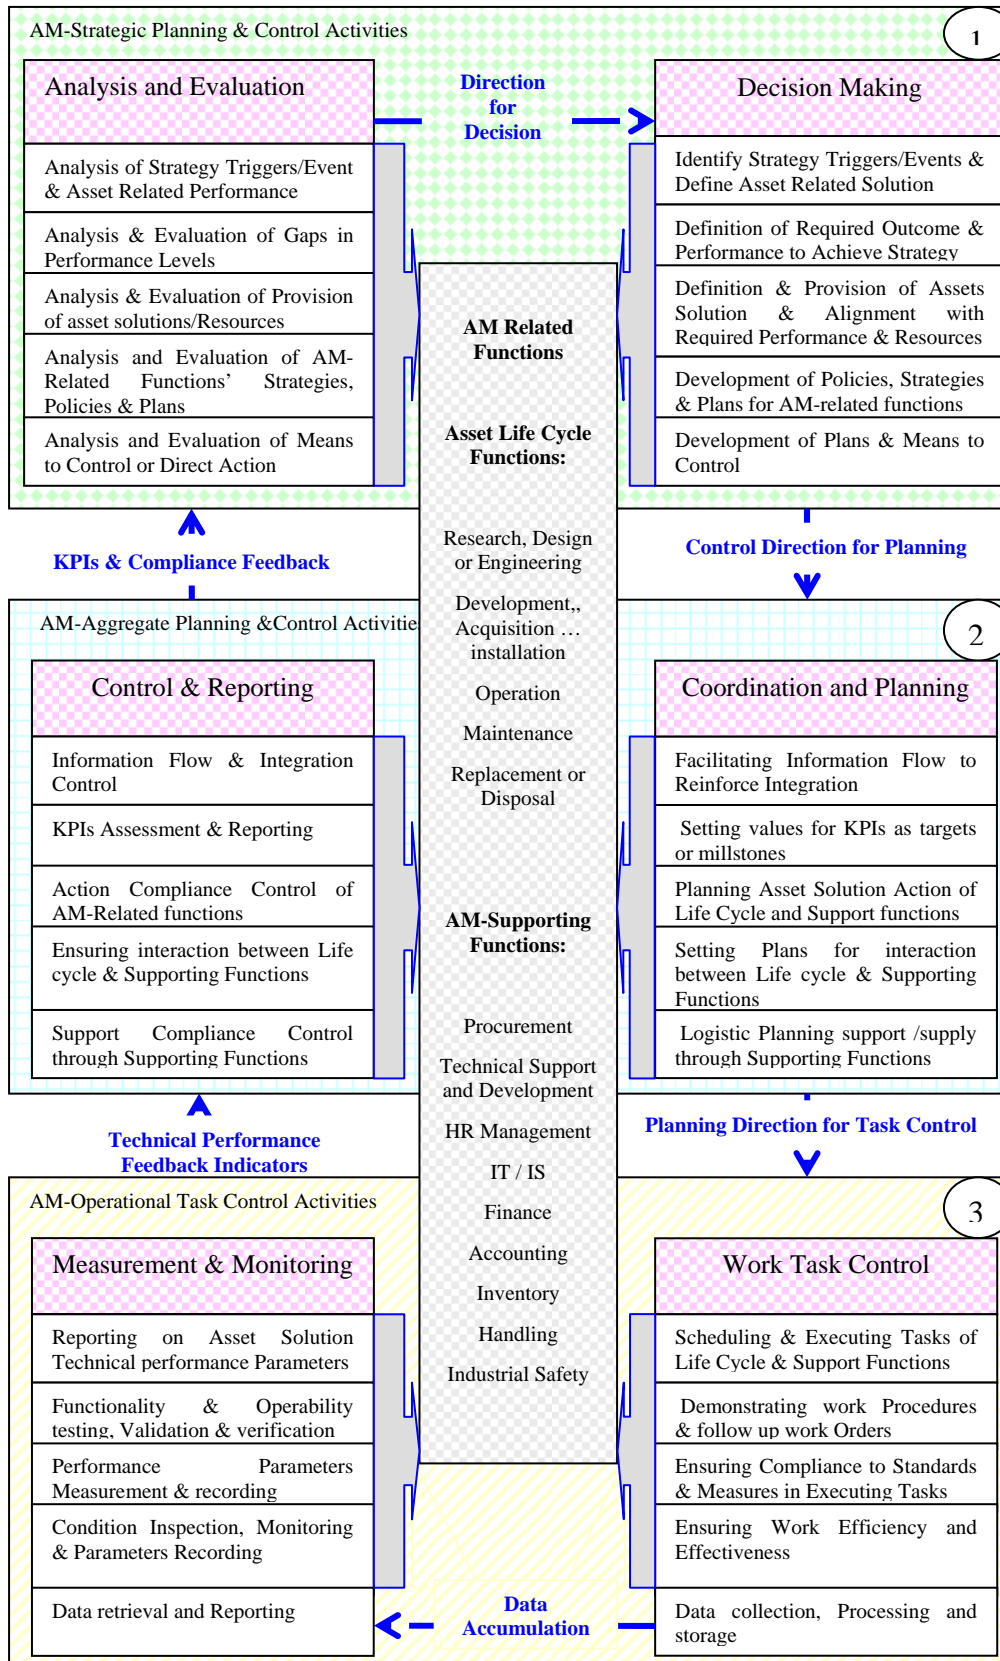 AM-Strategic Planning & Control Activities
1
Analysis and Evaluation
Analysis of Strategy Triggers/Event
& Asset Related Performance
Analysis & Evaluation of Gaps in
Performance Levels
Analysis & Evaluation of Provision
of asset solutions/Resources
Analysis and Evaluation of AM-
Related Functions' Strategies,
Policies & Plans
Analysis and Evaluation of Means
to Control or Direct Action
Direction
for
Decision
Decision Making
Identify Strategy Triggers/Events &
Define Asset Related Solution
Definition of Required Outcome &
Performance to Achieve Strategy
Definition & Provision of Assets
Solution & Alignment with
Required Performance & Resources
Development of Policies, Strategies
& Plans for AM-related functions
Development of Plans & Means to
Control
KPIs & Compliance Feedback
Control Direction for Planning
AM Related
Functions
Asset Life Cycle
Functions:
Research, Design
or Engineering
Development,,
Acquisition …
installation
Operation
Maintenance
Replacement or
Disposal
AM-Supporting
Functions:
Procurement
Technical Support
and Development
HR Management
IT / IS
Finance
Accounting
Inventory
Handling
Industrial Safety
AM-Aggregate Planning &Control Activities
2
Control & Reporting
Information Flow & Integration
Control
KPIs Assessment & Reporting
Action Compliance Control of
AM-Related functions
Ensuring interaction between Life
cycle & Supporting Functions
Support Compliance Control
through Supporting Functions
Coordination and Planning
Facilitating Information Flow to
Reinforce Integration
Setting values for KPIs as targets
or millstones
Planning Asset Solution Action of
Life Cycle and Support functions
Setting Plans for interaction
between Life cycle & Supporting
Functions
Logistic Planning support /supply
through Supporting Functions
Technical Performance
Feedback Indicators
Planning Direction for Task Control
AM-Operational Task Control Activities
3
Measurement & Monitoring
Reporting on Asset Solution
Technical performance Parameters
Functionality & Operability
testing, Validation & verification
Performance Parameters
Measurement & recording
Condition Inspection, Monitoring
& Parameters Recording
Data retrieval and Reporting
Work Task Control
Scheduling & Executing Tasks of
Life Cycle & Support Functions
Demonstrating work Procedures
& follow up work Orders
Ensuring Compliance to Standards
& Measures in Executing Tasks
Ensuring Work Efficiency and
Effectiveness
Data collection, Processing and
storage
Data
Accumulation